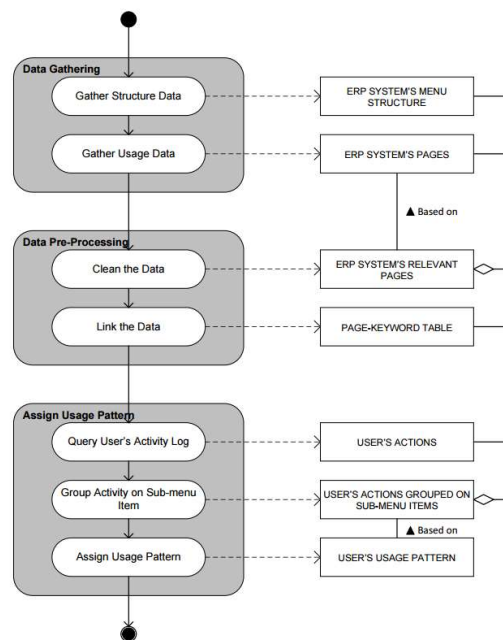 Data Gathering
Gather Structure Data
ERP SYSTEM'S MENU
STRUCTURE
Gather Usage Data
ERP SYSTEM'S PAGES
▲ Based on
Data Pre-Processing
Clean the Data
ERP SYSTEM'S RELEVANT
PAGES
Link the Data
PAGE-KEYWORD TABLE
Assign Usage Pattern
Query User's Activity Log
USER'S ACTIONS
Group Activity on Sub-menu
Item
USER'S ACTIONS GROUPED ON
SUB-MENU ITEMS
▲ Based on
Assign Usage Pattern
USER'S USAGE PATTERN